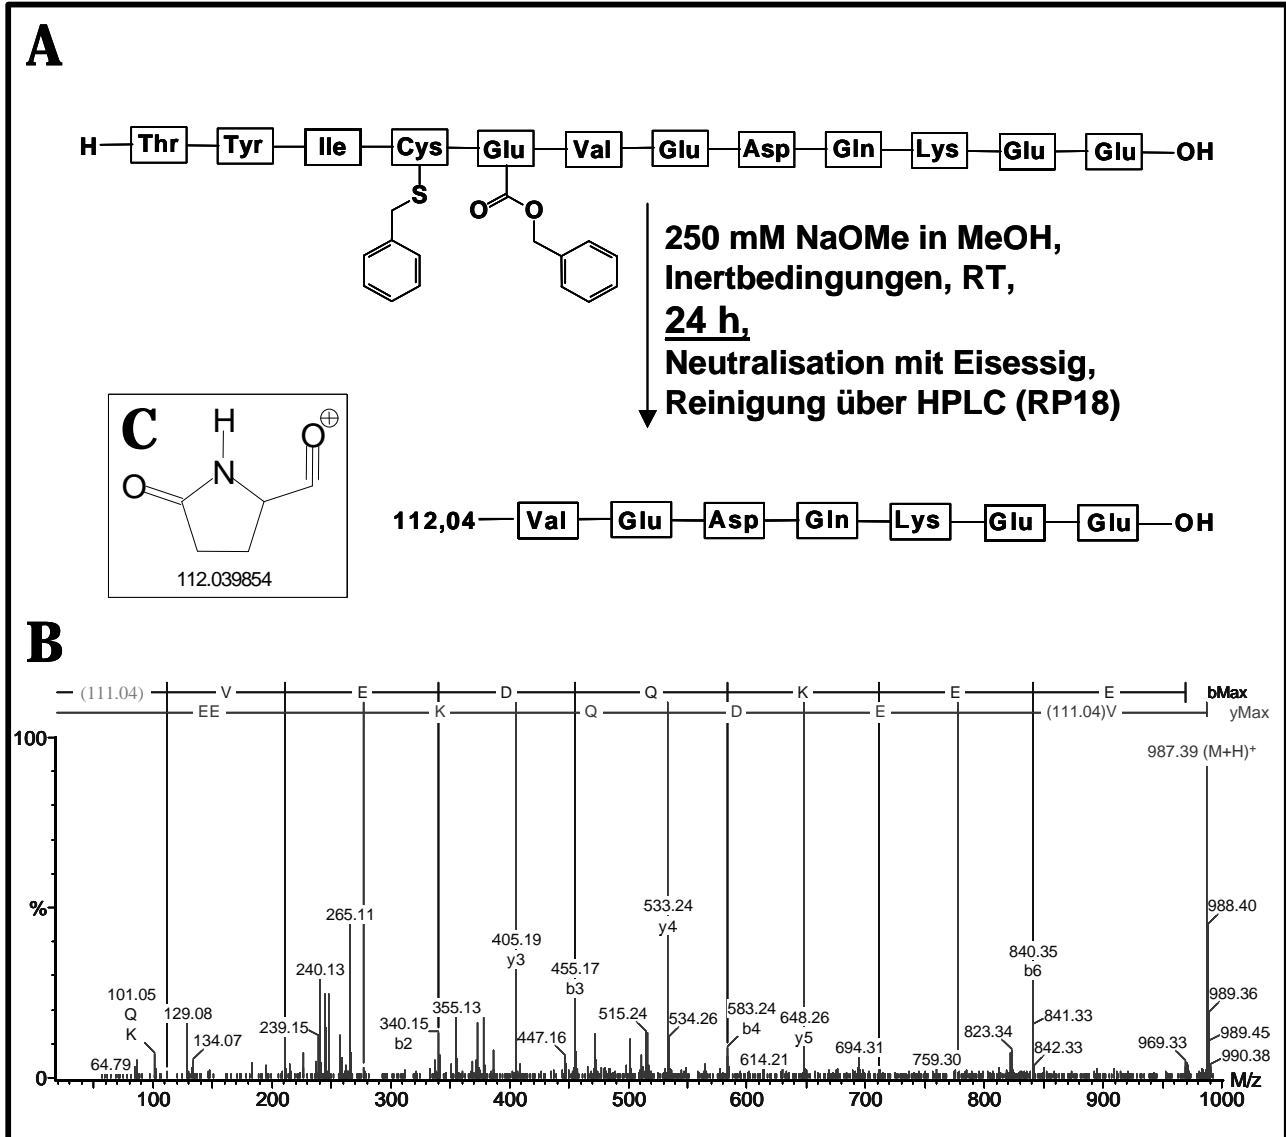 A
H Thr Tyr Ile Cys Glu Val Glu Asp Gln Lys Glu Glu OH
S
O O
250 mM NaOMe in MeOH,
Inertbedingungen, RT,
24 h,
Neutralisation mit Eisessig,
Reinigung über HPLC (RP18)
C
H
O
⊕
N
O
112.039854
112,04 Val Glu Asp Gln Lys Glu Glu OH
B
(111.04) V E D Q K E E bMax
EE K Q D E (111.04)V yMax
100
%
0
987.39 (M+H)+
988.40
989.36
989.45
990.38
969.33
840.35
b6
841.33
842.33
823.34
759.30
694.31
648.26
y5
614.21
583.24
b4
533.24
y4
534.26
515.24
455.17
b3
447.16
405.19
y3
355.13
340.15
b2
265.11
240.13
239.15
134.07
129.08
101.05
Q
K
64.79
100 200 300 400 500 600 700 800 900 1000
M/z